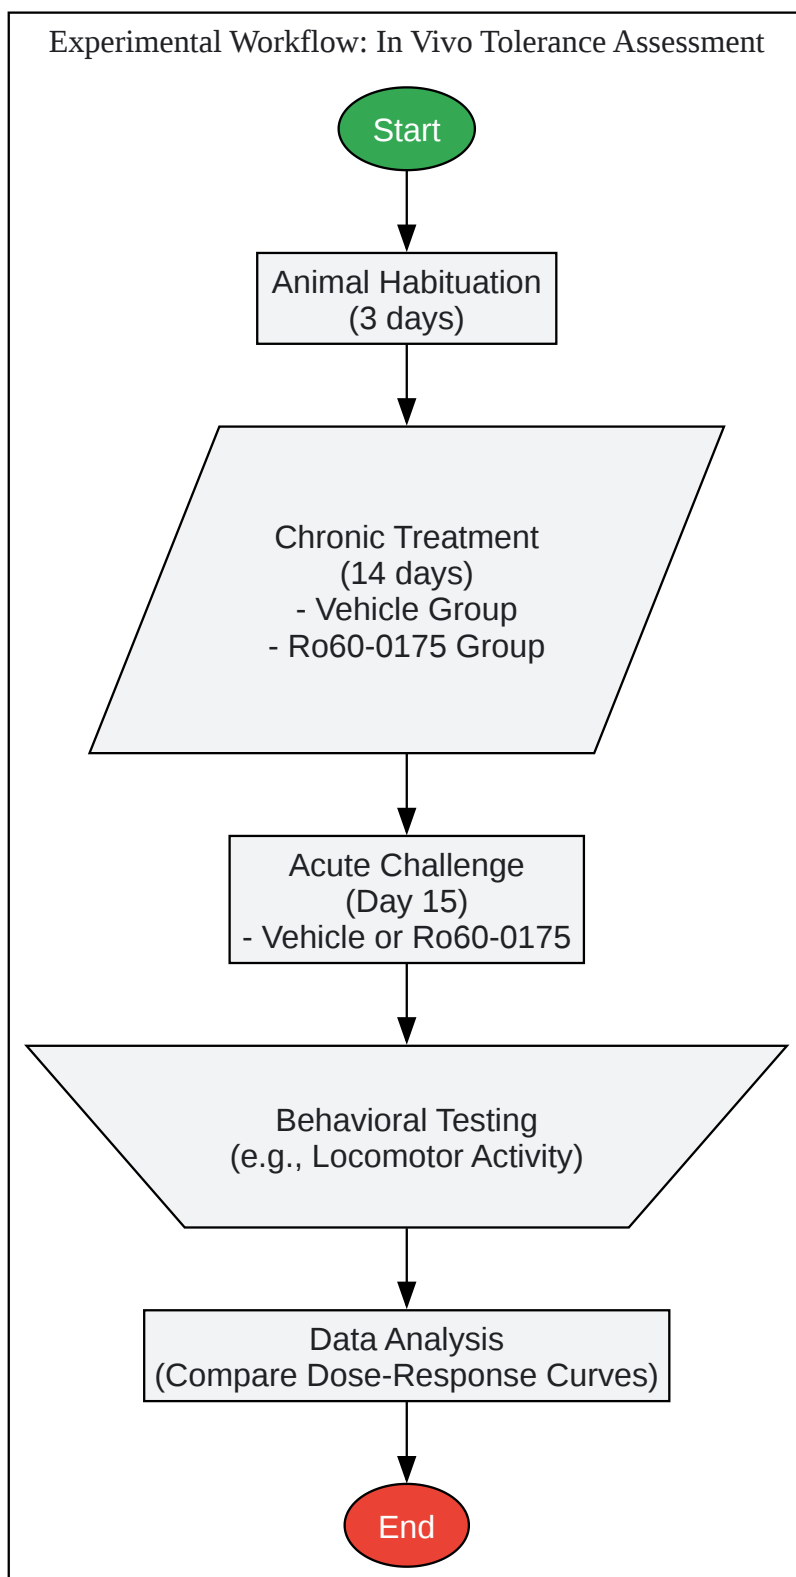 Experimental Workflow: In Vivo Tolerance Assessment
Start
Animal Habituation
(3 days)
Chronic Treatment
(14 days)
- Vehicle Group
- Ro60-0175 Group
Acute Challenge
(Day 15)
- Vehicle or Ro60-0175
Behavioral Testing
(e.g., Locomotor Activity)
Data Analysis
(Compare Dose-Response Curves)
End